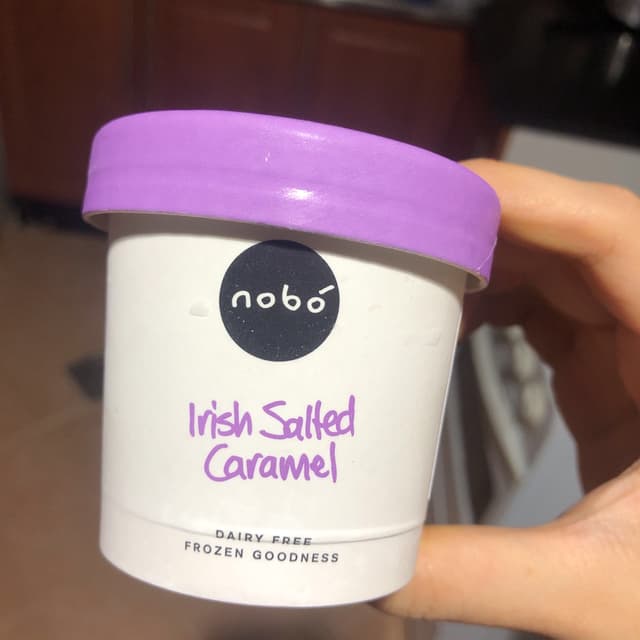 nobó
Irish Salted
Caramel
DAIRY FREE
FROZEN GOODNESS